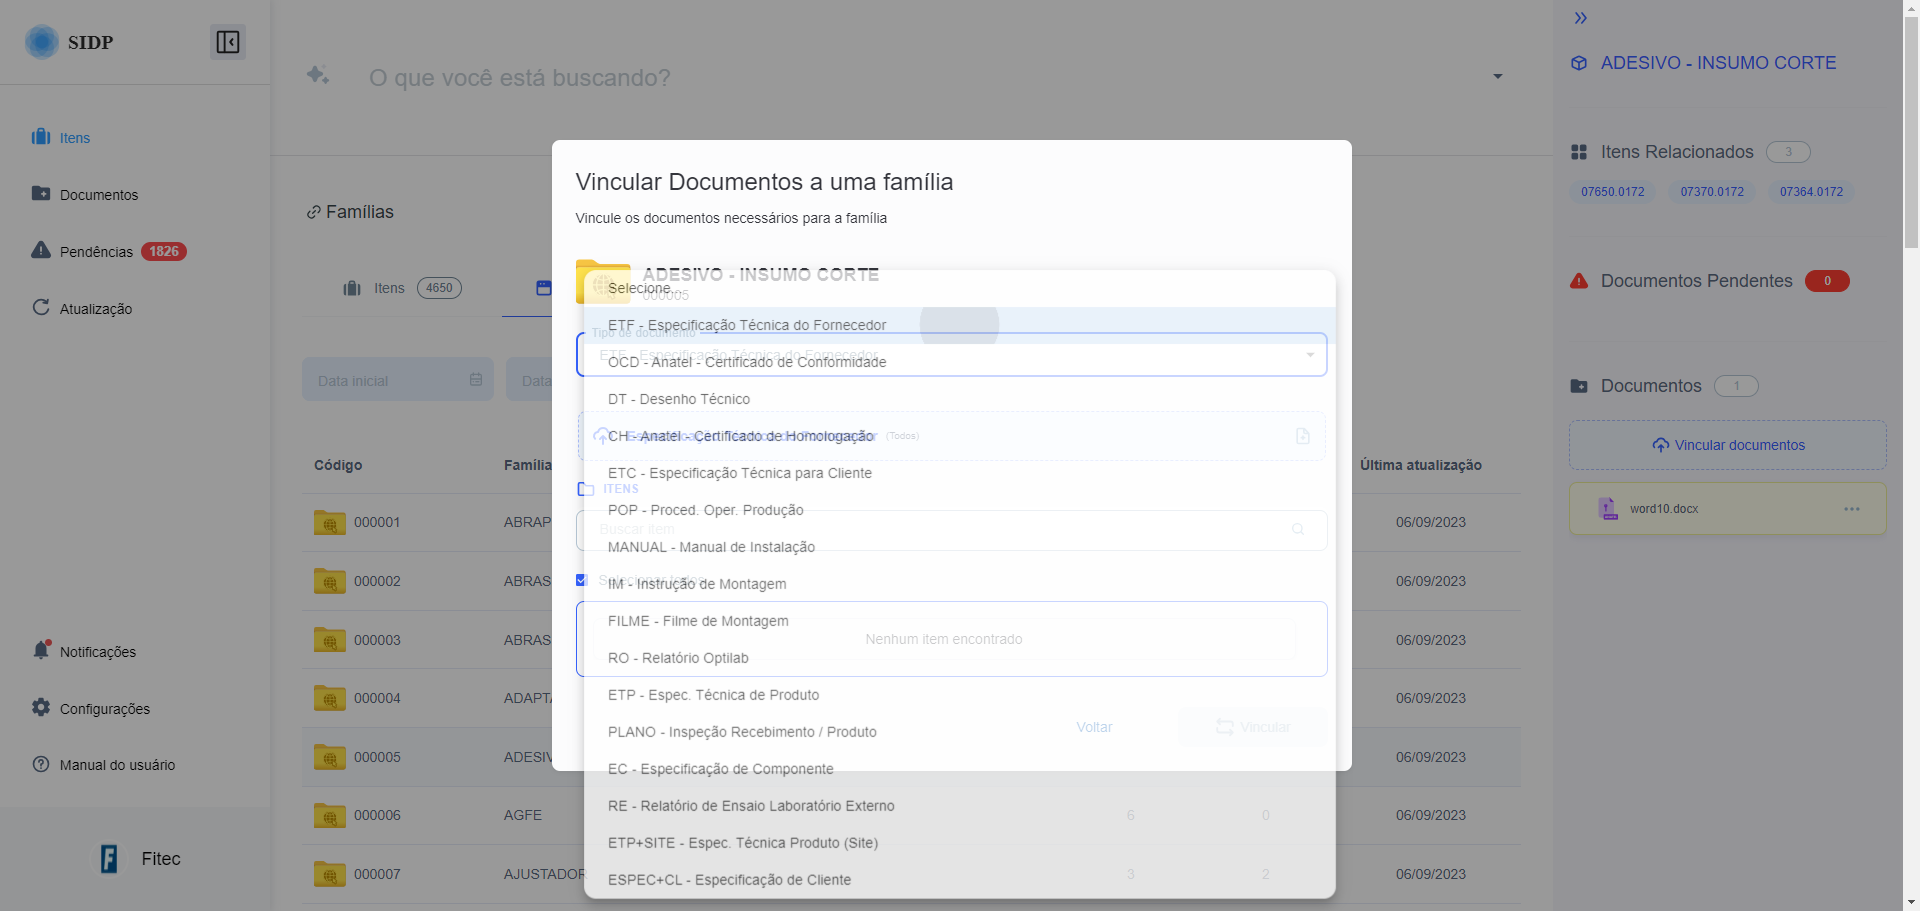 SIDP
Itens
Documentos
Pendências 1826
Atualização
Notificações
Configurações
Manual do usuário
Fitec
O que você está buscando?
Famílias
Itens 4650
Data inicial
Data
Código
Família
Última atualização
000001 ABRAP 06/09/2023
000002 ABRAS 06/09/2023
000003 ABRAS 06/09/2023
000004 ADAPTA 06/09/2023
000005 ADESIV 06/09/2023
000006 AGFE 6 0 06/09/2023
000007 AJUSTADOR 3 2 06/09/2023
Vincular Documentos a uma família
Vincule os documentos necessários para a família
ADESIVO - INSUMO CORTE
000005
Tipo de documento
ETF - Especificação Técnica do Fornecedor
Especificação Técnica do Fornecedor (Todos)
ITENS
Buscar item
Selecionar todos
Nenhum item encontrado
Voltar
Vincular
Selecione...
ETF - Especificação Técnica do Fornecedor
OCD - Anatel - Certificado de Conformidade
DT - Desenho Técnico
CH - Anatel - Certificado de Homologação
ETC - Especificação Técnica para Cliente
POP - Proced. Oper. Produção
MANUAL - Manual de Instalação
IM - Instrução de Montagem
FILME - Filme de Montagem
RO - Relatório Optilab
ETP - Espec. Técnica de Produto
PLANO - Inspeção Recebimento / Produto
EC - Especificação de Componente
RE - Relatório de Ensaio Laboratório Externo
ETP+SITE - Espec. Técnica Produto (Site)
ESPEC+CL - Especificação de Cliente
ADESIVO - INSUMO CORTE
Itens Relacionados 3
07650.0172 07370.0172 07364.0172
Documentos Pendentes 0
Documentos 1
Vincular documentos
word10.docx